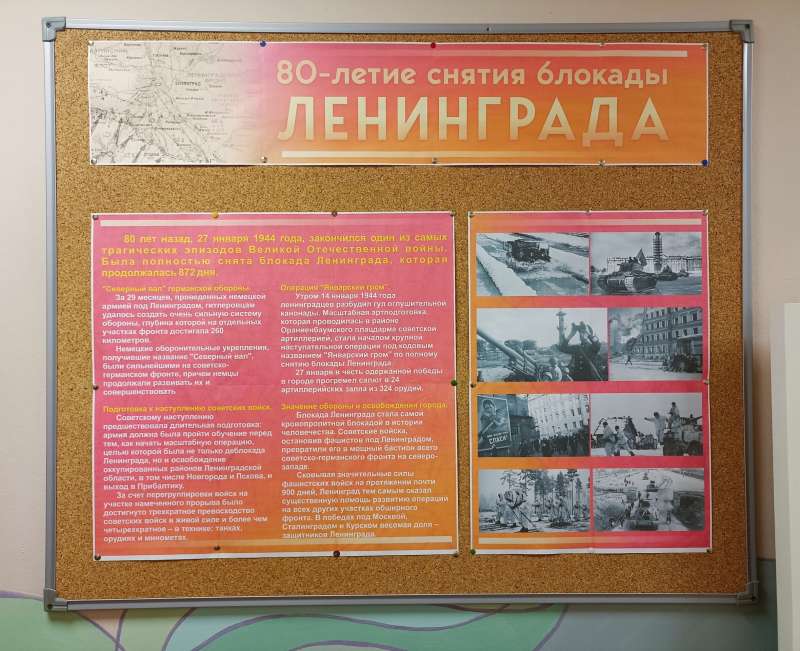 80-летие снятия блокады
ЛЕНИНГРАДА
80 лет назад, 27 января 1944 года, закончился один из самых
трагических эпизодов Великой Отечественной войны.
Была полностью снята блокада Ленинграда, которая
продолжалась 872 дня.
"Северный вал" германской обороны
За 29 месяцев, проведенных немецкой
армией под Ленинградом, гитлеровцам
удалось создать очень сильную систему
обороны, глубина которой на отдельных
участках фронта достигала 260
километров.
Немецкие оборонительные укрепления,
получившие название "Северный вал",
были сильнейшими на советско-
германском фронте, причем немцы
продолжали развивать их и
совершенствовать
Подготовка к наступлению советских войск
Советскому наступлению
предшествовала длительная подготовка:
армия должна была пройти обучение перед
тем, как начать масштабную операцию,
целью которой была не только деблокада
Ленинграда, но и освобождение
оккупированных районов Ленинградской
области, в том числе Новгорода и Пскова, и
выход в Прибалтику.
За счет перегруппировки войск на
участке намеченного прорыва было
достигнуто трехкратное превосходство
советских войск в живой силе и более чем
четырехкратное – в технике: танках,
орудиях и минометах.
Операция "Январский гром"
Утром 14 января 1944 года
ленинградцев разбудил гул оглушительной
канонады. Масштабная артподготовка,
которая проводилась в районе
Ораниенбаумского плацдарма советской
артиллерией, стала началом крупной
наступательной операции под кодовым
названием "Январский гром" по полному
снятию блокады Ленинграда
27 января в честь одержанной победы
в городе прогремел салют в 24
артиллерийских залпа из 324 орудий.
Значение обороны и освобождения города.
Блокада Ленинграда стала самой
кровопролитной блокадой в истории
человечества. Советские войска,
остановив фашистов под Ленинградом,
превратили его в мощный бастион всего
советско-германского фронта на северо-
западе.
Сковывая значительные силы
фашистских войск на протяжении почти
900 дней, Ленинград тем самым оказал
существенную помощь развитию операции
на всех других участках обширного
фронта. В победах под Москвой,
Сталинградом и Курском весомая доля –
защитников Ленинграда.
СПАСИ!